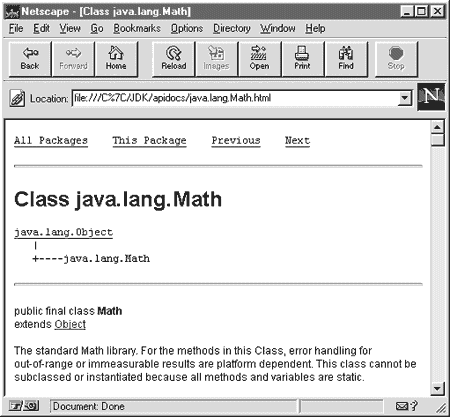 Netscape - [Class java.lang.Math]
File Edit View Go Bookmarks Options Directory Window Help
Back Forward Home Reload Images Open Print Find Stop
Location: file:///C%7C/JDK/apidocs/java.lang.Math.html
N
All Packages This Package Previous Next
Class java.lang.Math
java.lang.Object
|
+----java.lang.Math
public final class Math
extends Object
The standard Math library. For the methods in this Class, error handling for
out-of-range or immeasurable results are platform dependent. This class cannot be
subclassed or instantiated because all methods and variables are static.
Document: Done
?